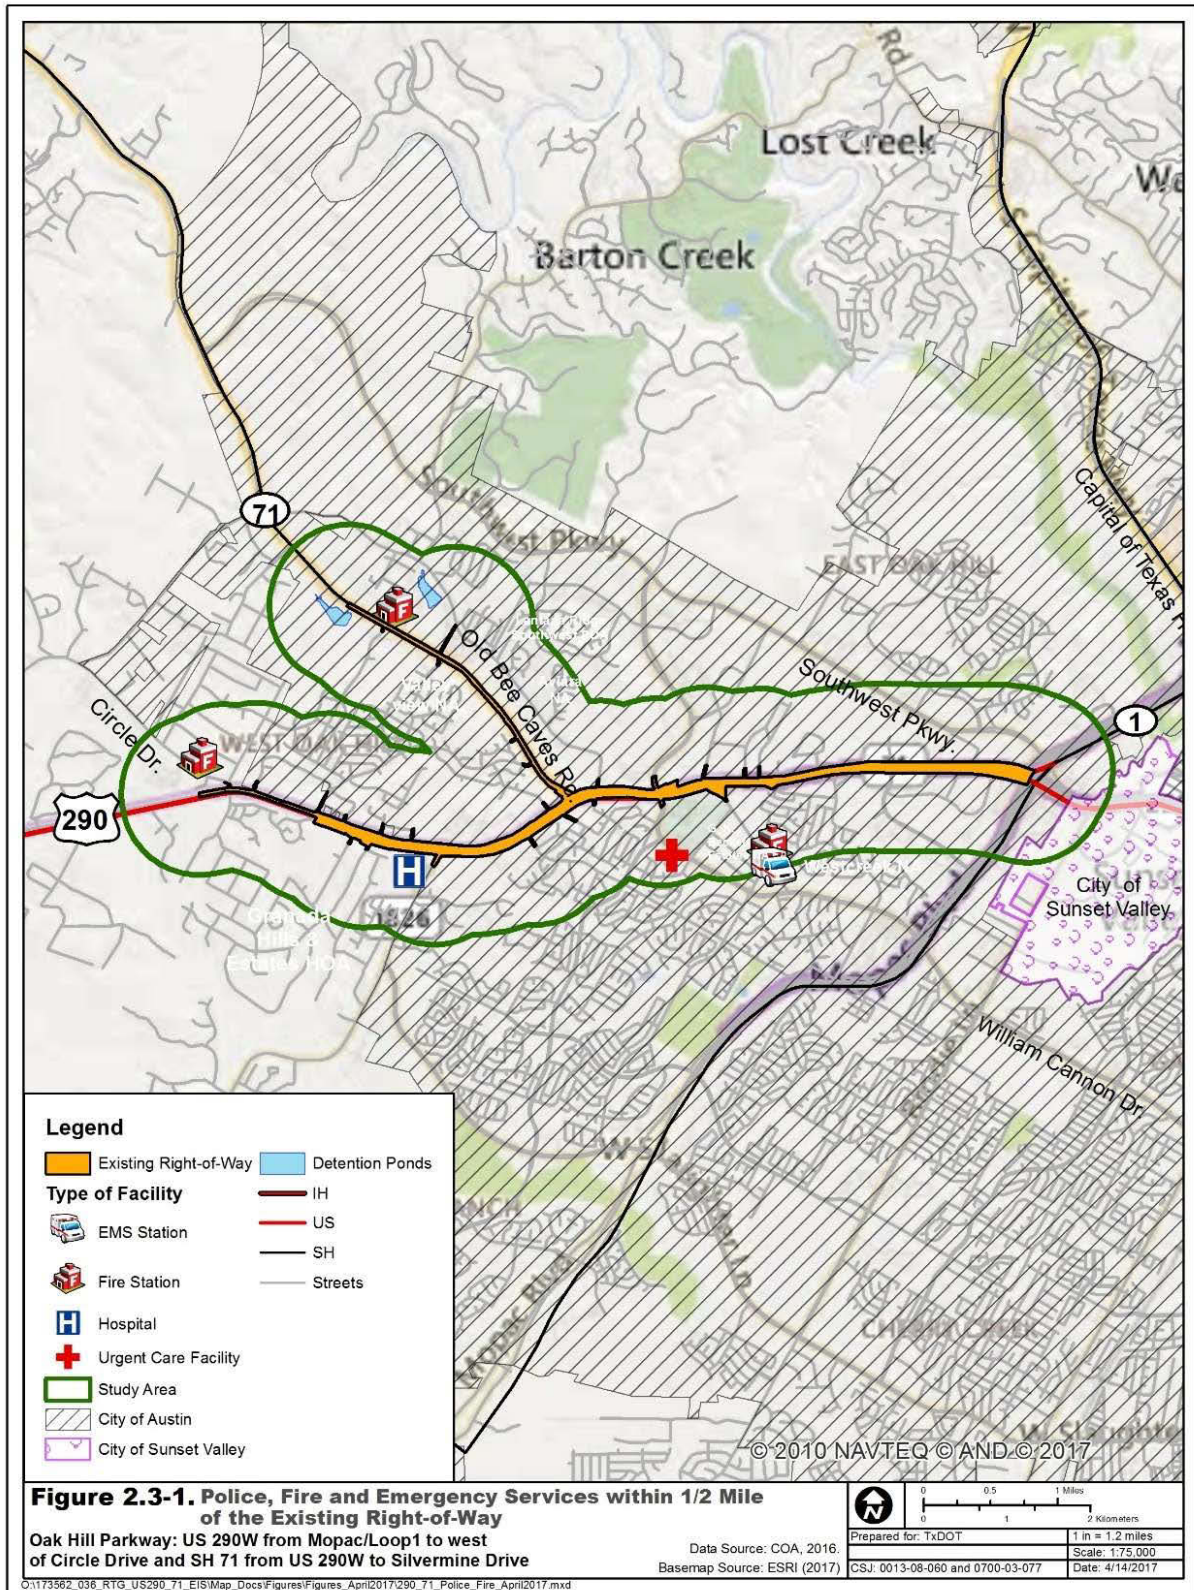 Rd
Lost Creek
Barton Creek
71
Southwest Pkwy
Capital of Texas
EAST OAK HILL
Old Bee Caves Rd
Circle Dr.
WEST OAK HILL
Southwest Pkwy.
1
290
H
City of
Sunset Valley
1826
Granada
Hills &
Estates HOA
William Cannon Dr.
CHERRY CREEK
W Slaughte
© 2010 NAVTEQ © AND © 2017
Legend
Existing Right-of-Way
Detention Ponds
Type of Facility
IH
EMS Station
US
SH
Fire Station
Streets
Hospital
Urgent Care Facility
Study Area
City of Austin
City of Sunset Valley
Figure 2.3-1. Police, Fire and Emergency Services within 1/2 Mile
of the Existing Right-of-Way
Oak Hill Parkway: US 290W from Mopac/Loop1 to west
of Circle Drive and SH 71 from US 290W to Silvermine Drive
Data Source: COA, 2016.
Basemap Source: ESRI (2017)
N
0 0.5 1 Miles
0 1 2 Kilometers
Prepared for: TxDOT
1 in = 1.2 miles
Scale: 1:75,000
CSJ: 0013-08-060 and 0700-03-077
Date: 4/14/2017
O:\173562_036_RTG_US290_71_EIS\Map_Docs\Figures\Figures_April2017\290_71_Police_Fire_April2017.mxd